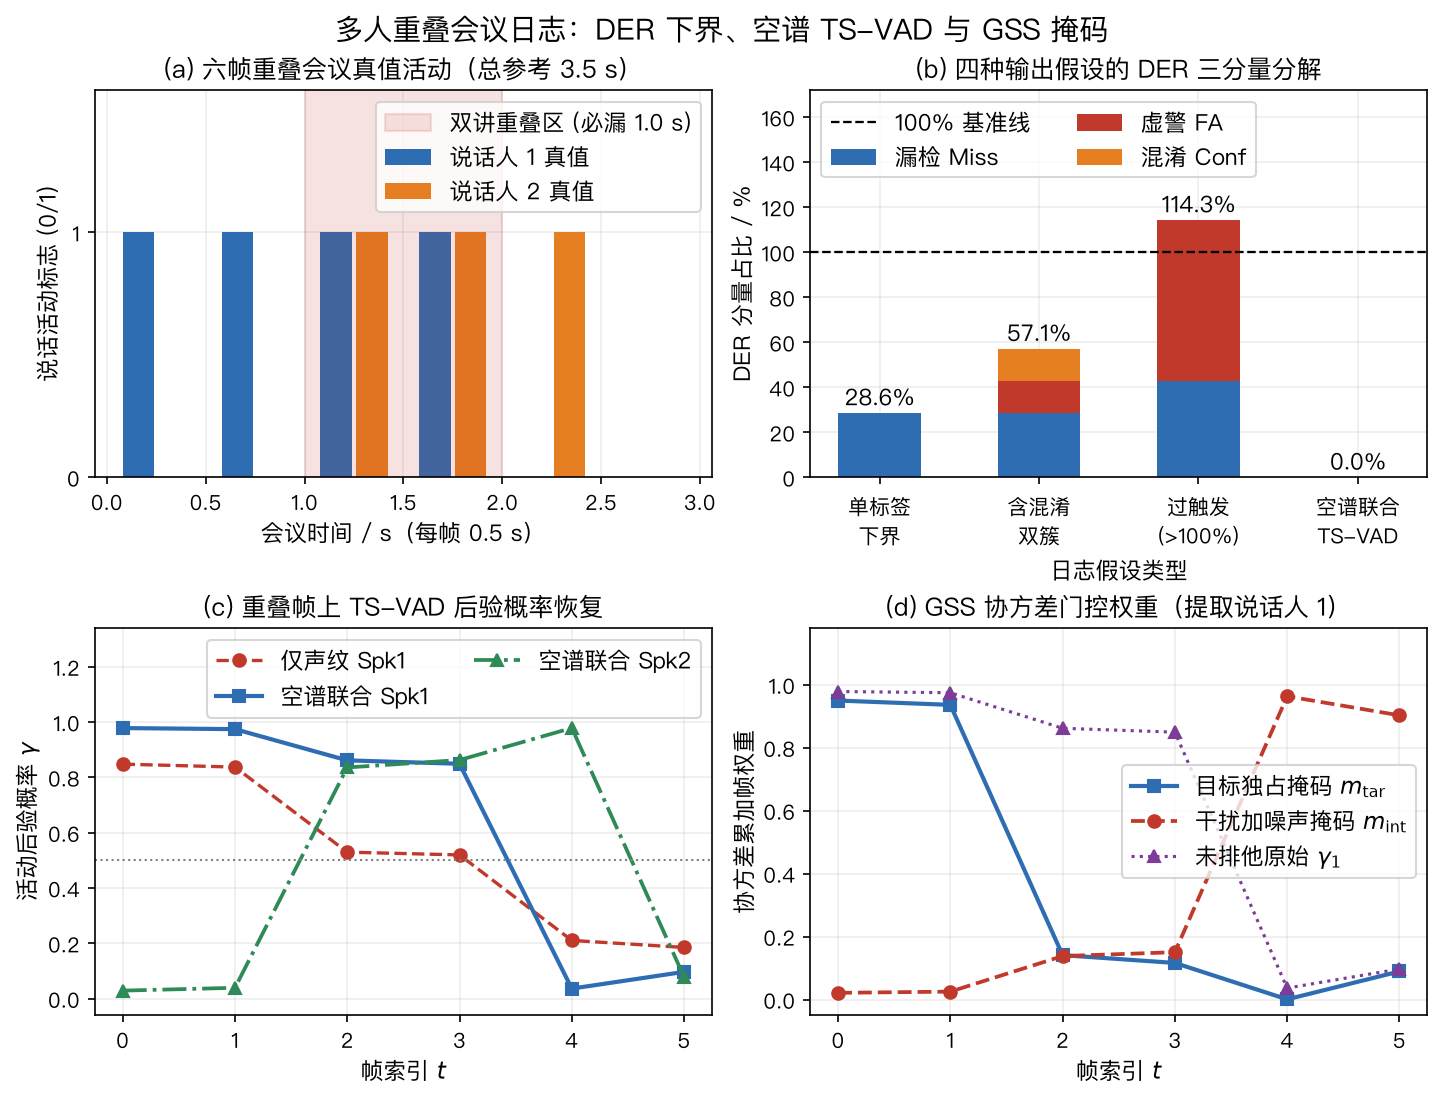 多人重叠会议日志：DER 下界、空谱 TS–VAD 与 GSS 掩码
(a) 六帧重叠会议真值活动（总参考 3.5 s）
双讲重叠区 (必漏 1.0 s)
说话人 1 真值
说话人 2 真值
说话活动标志 (0/1)
1
0
0.0 0.5 1.0 1.5 2.0 2.5 3.0
会议时间 / s（每帧 0.5 s）
(b) 四种输出假设的 DER 三分量分解
100% 基准线
漏检 Miss
虚警 FA
混淆 Conf
DER 分量占比 / %
160
140
120
100
80
60
40
20
0
28.6%
57.1%
114.3%
0.0%
单标签
下界
含混淆
双簇
过触发
(>100%)
空谱联合
TS–VAD
日志假设类型
(c) 重叠帧上 TS–VAD 后验概率恢复
仅声纹 Spk1
空谱联合 Spk1
空谱联合 Spk2
活动后验概率 γ
1.2
1.0
0.8
0.6
0.4
0.2
0.0
0 1 2 3 4 5
帧索引 t
(d) GSS 协方差门控权重（提取说话人 1）
目标独占掩码 m_tar
干扰加噪声掩码 m_int
未排他原始 γ_1
协方差累加帧权重
1.0
0.8
0.6
0.4
0.2
0.0
0 1 2 3 4 5
帧索引 t